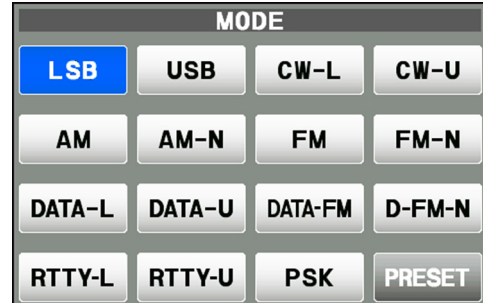 MODE
LSB USB CW-L CW-U
AM AM-N FM FM-N
DATA-L DATA-U DATA-FM D-FM-N
RTTY-L RTTY-U PSK PRESET